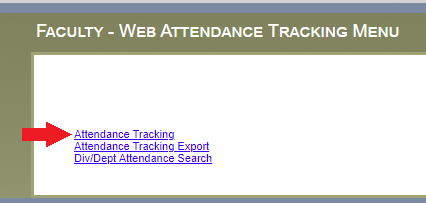 Faculty - Web Attendance Tracking Menu
Attendance Tracking
Attendance Tracking Export
Div/Dept Attendance Search